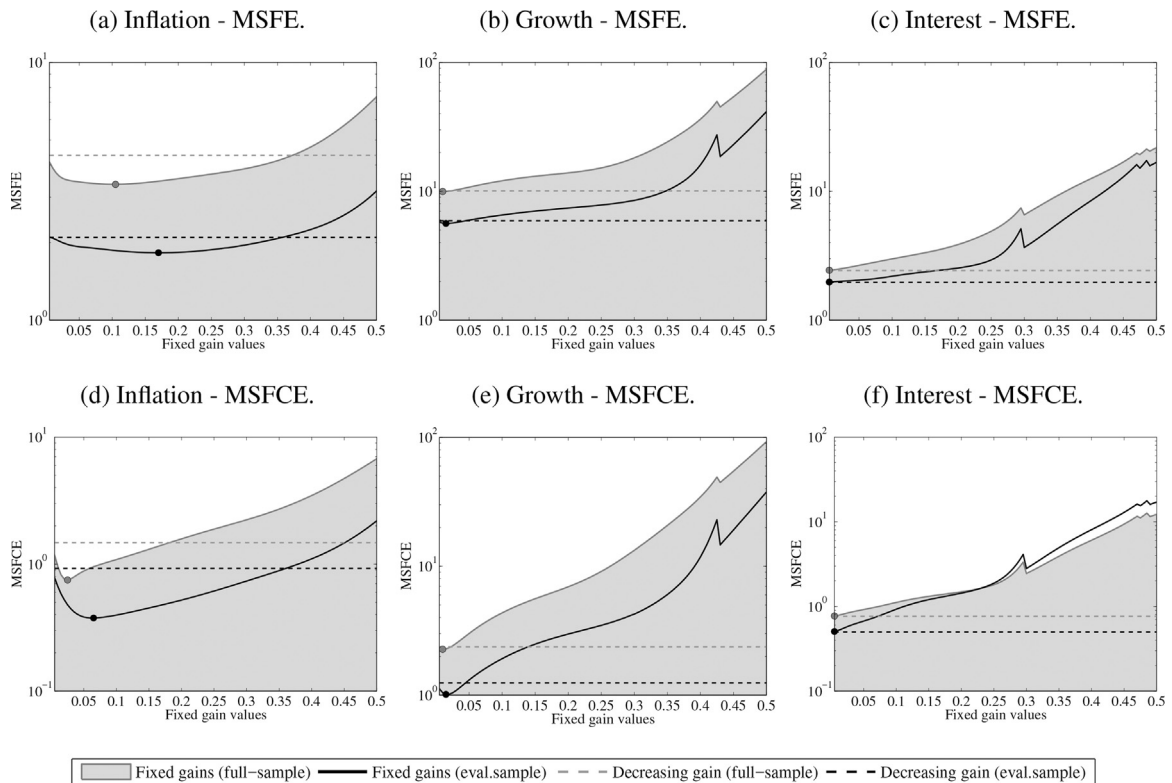 (a) Inflation - MSFE.
(b) Growth - MSFE.
(c) Interest - MSFE.
10^1
MSFE
10^0
0.05 0.1 0.15 0.2 0.25 0.3 0.35 0.4 0.45 0.5
Fixed gain values
10^2
MSFE
10^1
10^0
0.05 0.1 0.15 0.2 0.25 0.3 0.35 0.4 0.45 0.5
Fixed gain values
10^2
MSFE
10^1
10^0
0.05 0.1 0.15 0.2 0.25 0.3 0.35 0.4 0.45 0.5
Fixed gain values
(d) Inflation - MSFCE.
(e) Growth - MSFCE.
(f) Interest - MSFCE.
10^1
MSFCE
10^0
10^-1
0.05 0.1 0.15 0.2 0.25 0.3 0.35 0.4 0.45 0.5
Fixed gain values
10^2
MSFCE
10^1
10^0
0.05 0.1 0.15 0.2 0.25 0.3 0.35 0.4 0.45 0.5
Fixed gain values
10^2
10^1
MSFCE
10^0
10^-1
0.05 0.1 0.15 0.2 0.25 0.3 0.35 0.4 0.45 0.5
Fixed gain values
Fixed gains (full-sample) Fixed gains (eval.sample) Decreasing gain (full-sample) Decreasing gain (eval.sample)